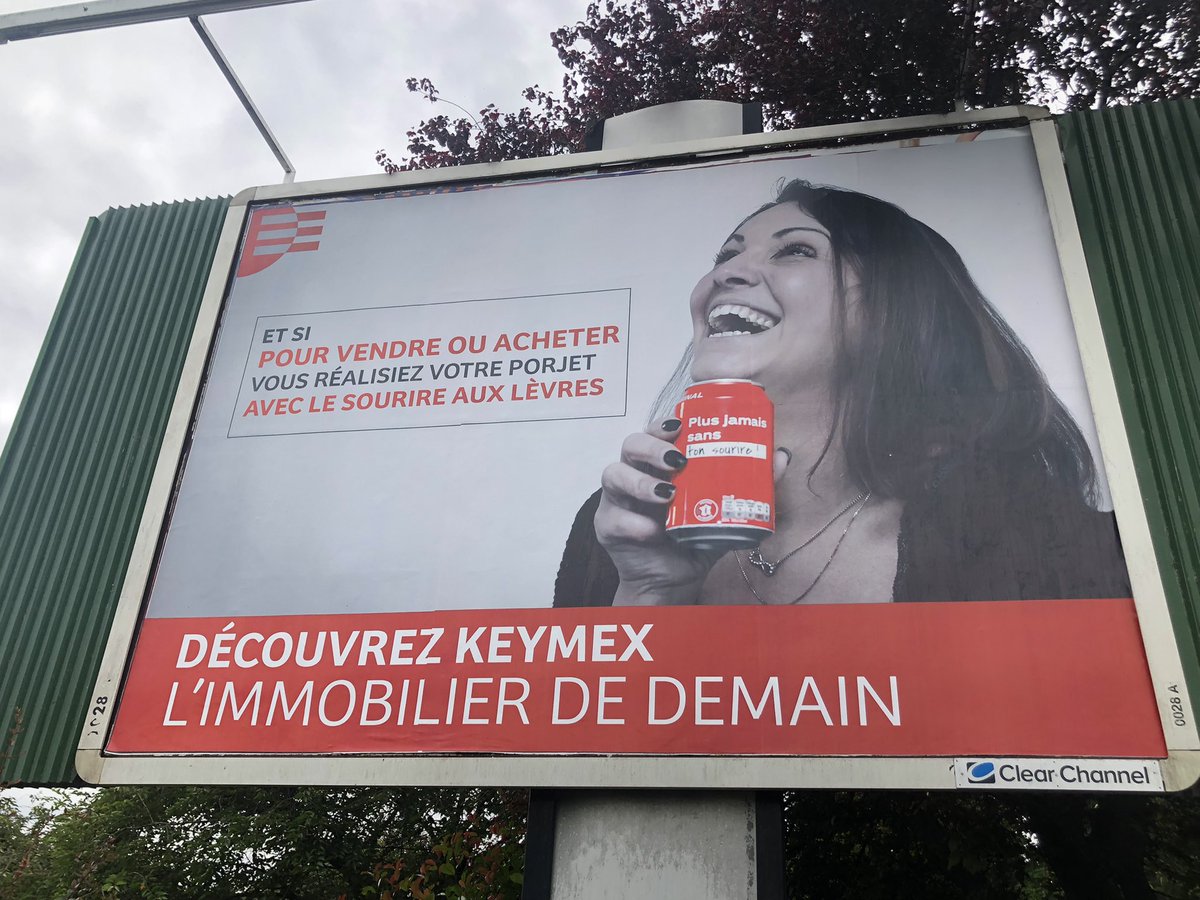 ET SI
POUR VENDRE OU ACHETER
VOUS RÉALISIEZ VOTRE PORJET
AVEC LE SOURIRE AUX LÈVRES
Plus jamais
sans
ton sourire!
DÉCOUVREZ KEYMEX
L'IMMOBILIER DE DEMAIN
0028 A
Clear Channel